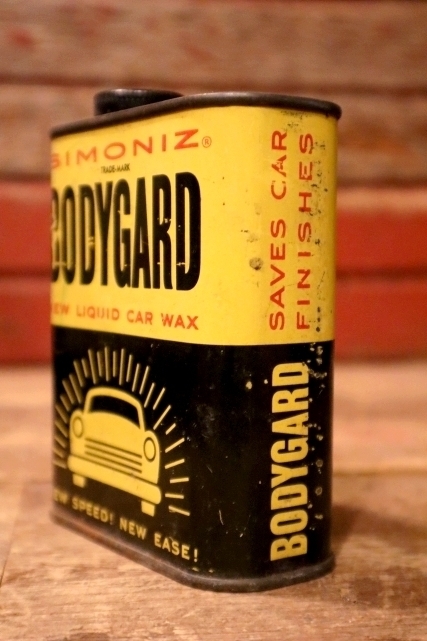 SIMONIZ®
TRADE-MARK
BODYGARD
NEW LIQUID CAR WAX
NEW SPEED! NEW EASE!
SAVES CAR
FINISHES
BODYGARD